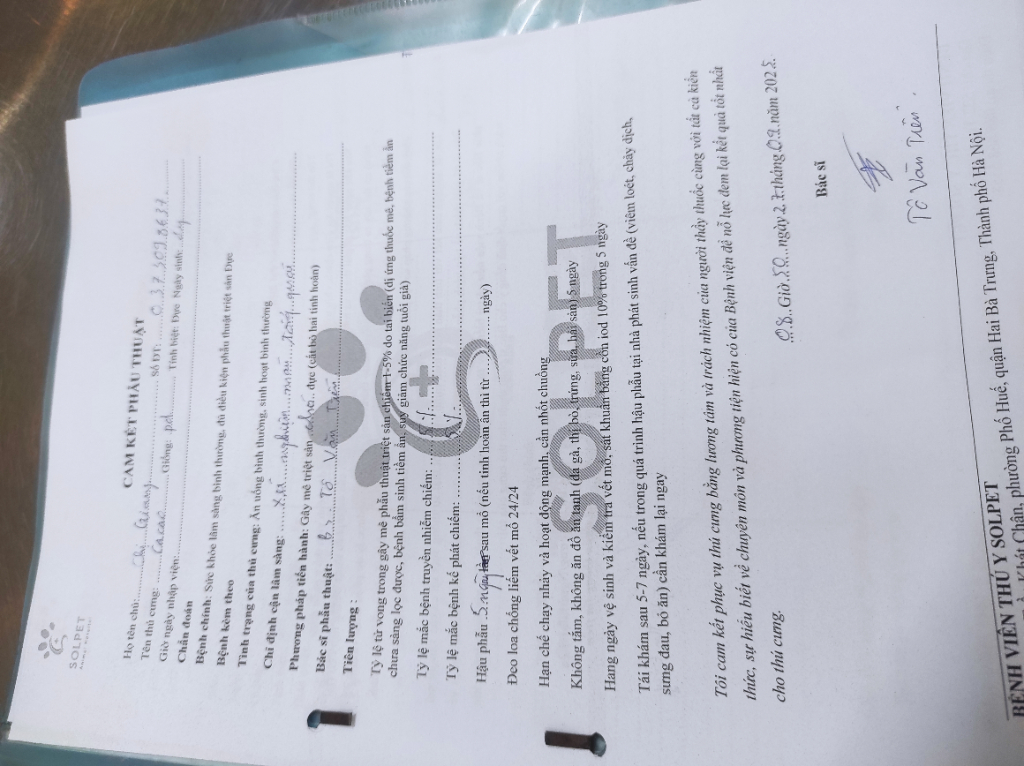 SOLPET
CAM KẾT PHẪU THUẬT
Họ tên chủ: Chị Giang Số ĐT: 037.509.8637
Tên thú cưng: Cacao Giống: pd Tính biệt: Đực Ngày sinh:
Giờ ngày nhập viện:
Chẩn đoán
Bệnh chính: Sức khỏe lâm sàng bình thường, đủ điều kiện phẫu thuật triệt sản Đực
Bệnh kèm theo
Tình trạng của thú cưng: Ăn uống bình thường, sinh hoạt bình thường
Chỉ định cận lâm sàng: X.N nghiệm máu tổng quát
Phương pháp tiến hành: Gây mê triệt sản chó đực (cắt bỏ hai tinh hoàn)
Bác sĩ phẫu thuật: Bs Tô Văn Tiến
Tiên lượng :
Tỷ lệ tử vong trong gây mê phẫu thuật triệt sản chiếm 1-5% do tai biến (dị ứng thuốc mê, bệnh tiềm ẩn
chưa sàng lọc được, bệnh bẩm sinh tiềm ẩn, suy giảm chức năng tuổi già)
Tỷ lệ mắc bệnh truyền nhiễm chiếm:
Tỷ lệ mắc bệnh kế phát chiếm:
Hậu phẫu 5 ngày sau mổ (nếu tinh hoàn ẩn thì từ ........ ngày)
Đeo loa chống liếm vết mổ 24/24
Hạn chế chạy nhảy và hoạt động mạnh, cần nhốt chuồng
Không tắm, không ăn đồ ăn tanh (da gà, thịt bò, trứng, sữa, hải sản) 5 ngày
Hang ngày vệ sinh và kiểm tra vết mổ, sát khuẩn bằng cồn iod 10% trong 5 ngày
Tái khám sau 5-7 ngày, nếu trong quá trình hậu phẫu tại nhà phát sinh vấn đề (viêm loét, chảy dịch,
sưng đau, bỏ ăn) cần khám lại ngay
Tôi cam kết phục vụ thú cưng bằng lương tâm và trách nhiệm của người thầy thuốc cùng với tất cả kiến
thức, sự hiểu biết về chuyên môn và phương tiện hiện có của Bệnh viện để nỗ lực đem lại kết quả tốt nhất
cho thú cưng.
08 Giờ 50 ngày 27 tháng 09 năm 2025.
Bác sĩ
Tô Văn Tiến.
SOLPET
BỆNH VIỆN THÚ Y SOLPET
Khát Chân, phường Phố Huế, quận Hai Bà Trưng, Thành phố Hà Nội.